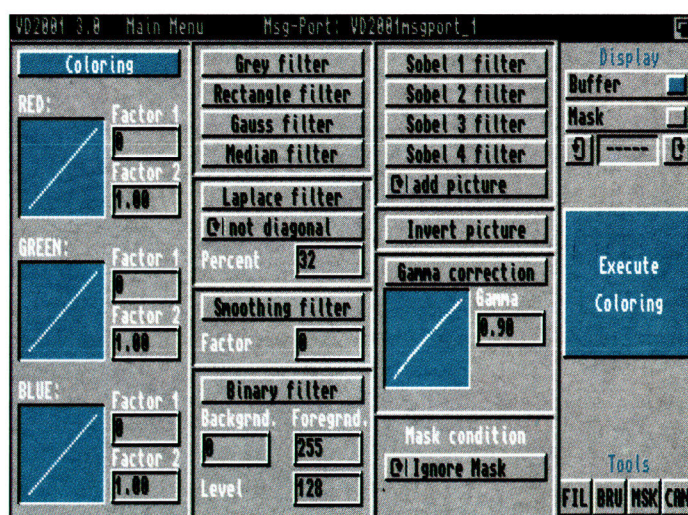 VD2001 3.0 Main Menu Msg-Port: VD2001msgport_1
Coloring
RED:
Factor 1
0
Factor 2
1.00
GREEN:
Factor 1
0
Factor 2
1.00
BLUE:
Factor 1
0
Factor 2
1.00
Grey filter
Rectangle filter
Gauss filter
Median filter
Laplace filter
not diagonal
Percent 32
Smoothing filter
Factor 0
Binary filter
Backgrnd. Foregrnd.
0 255
Level 128
Sobel 1 filter
Sobel 2 filter
Sobel 3 filter
Sobel 4 filter
add picture
Invert picture
Gamma correction
Gamma
0.90
Mask condition
Ignore Mask
Display
Buffer
Mask
-----
Execute
Coloring
Tools
FIL BRU MSK CAN